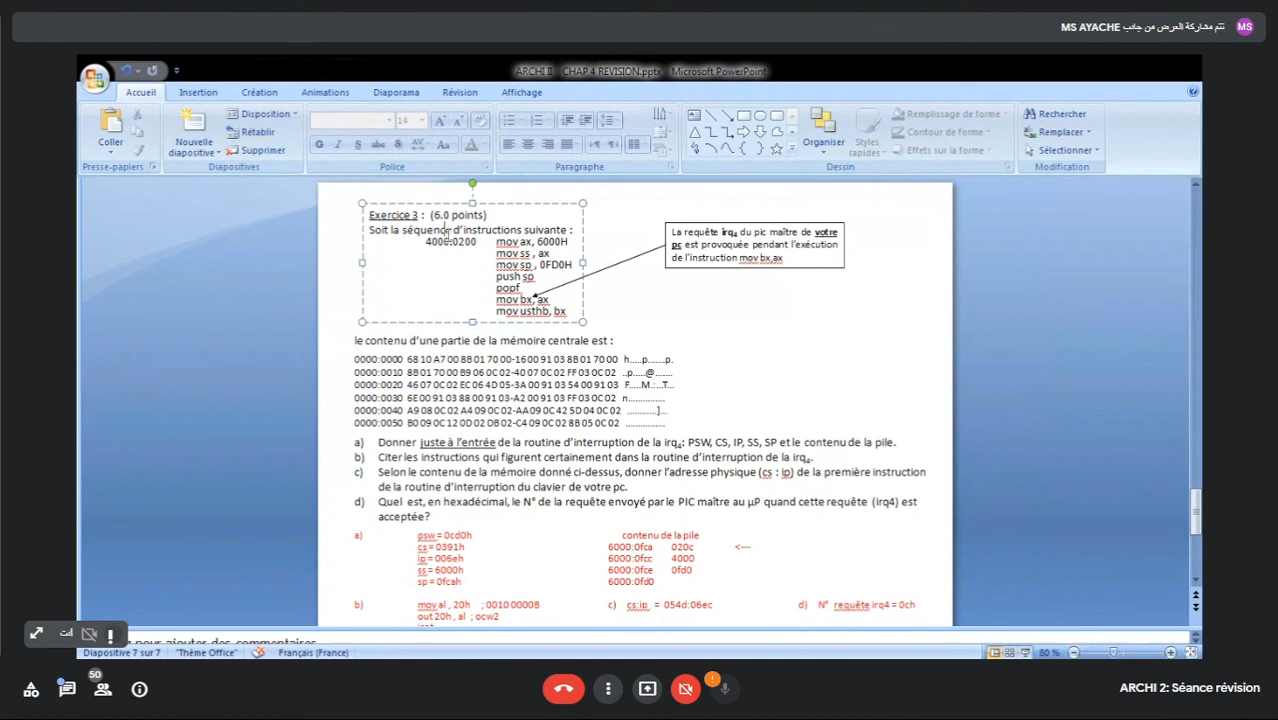 تتم مشاركة العرض من جانب MS AYACHE
MS
ARCHI II CHAP 4 REVISION.pptx - Microsoft PowerPoint
Accueil Insertion Création Animations Diaporama Révision Affichage
Coller
Nouvelle diapositive
Disposition
Rétablir
Supprimer
14
Organiser
Styles rapides
Remplissage de forme
Contour de forme
Effets sur la forme
Rechercher
Remplacer
Sélectionner
Presse-papiers Diapositives Police Paragraphe Dessin Modification
Exercice 3 : (6.0 points)
Soit la séquence d'instructions suivante :
4000:0200 mov ax, 6000H
mov ss , ax
mov sp , 0FD0H
push sp
popf
mov bx, ax
mov usthb, bx
La requête irq4 du pic maître de votre
pc est provoquée pendant l'exécution
de l'instruction mov bx,ax
le contenu d'une partie de la mémoire centrale est :
0000:0000 68 10 A7 00 8B 01 70 00-16 00 91 03 8B 01 70 00 h.....p.......p.
0000:0010 8B 01 70 00 B9 06 0C 02-40 07 0C 02 FF 03 0C 02 ..p.....@.......
0000:0020 46 07 0C 02 EC 06 4D 05-3A 00 91 03 54 00 91 03 F.....M.:...T...
0000:0030 6E 00 91 03 88 00 91 03-A2 00 91 03 FF 03 0C 02 n...............
0000:0040 A9 08 0C 02 A4 09 0C 02-AA 09 0C 42 5D 04 0C 02 ............]...
0000:0050 B0 09 0C 12 0D 02 DB 02-C4 09 0C 02 8B 05 0C 02 ................
a) Donner juste à l'entrée de la routine d'interruption de la irq4: PSW, CS, IP, SS, SP et le contenu de la pile.
b) Citer les instructions qui figurent certainement dans la routine d'interruption de la irq4.
c) Selon le contenu de la mémoire donné ci-dessus, donner l'adresse physique (cs : ip) de la première instruction
de la routine d'interruption du clavier de votre pc.
d) Quel est, en hexadécimal, le N° de la requête envoyé par le PIC maître au µP quand cette requête (irq4) est
acceptée?
a) psw = 0cd0h contenu de la pile
cs = 0391h 6000:0fca 020c <---
ip = 006eh 6000:0fcc 4000
ss = 6000h 6000:0fce 0fd0
sp = 0fcah 6000:0fd0
b) mov al , 20h ; 0010 0000B c) cs:ip = 054d:06ec d) N° requête irq4 = 0ch
out 20h , al ; ocw2
أنت
pour ajouter des commentaires
Diapositive 7 sur 7 "Thème Office" Français (France) 80 %
50
ARCHI 2: Séance révision